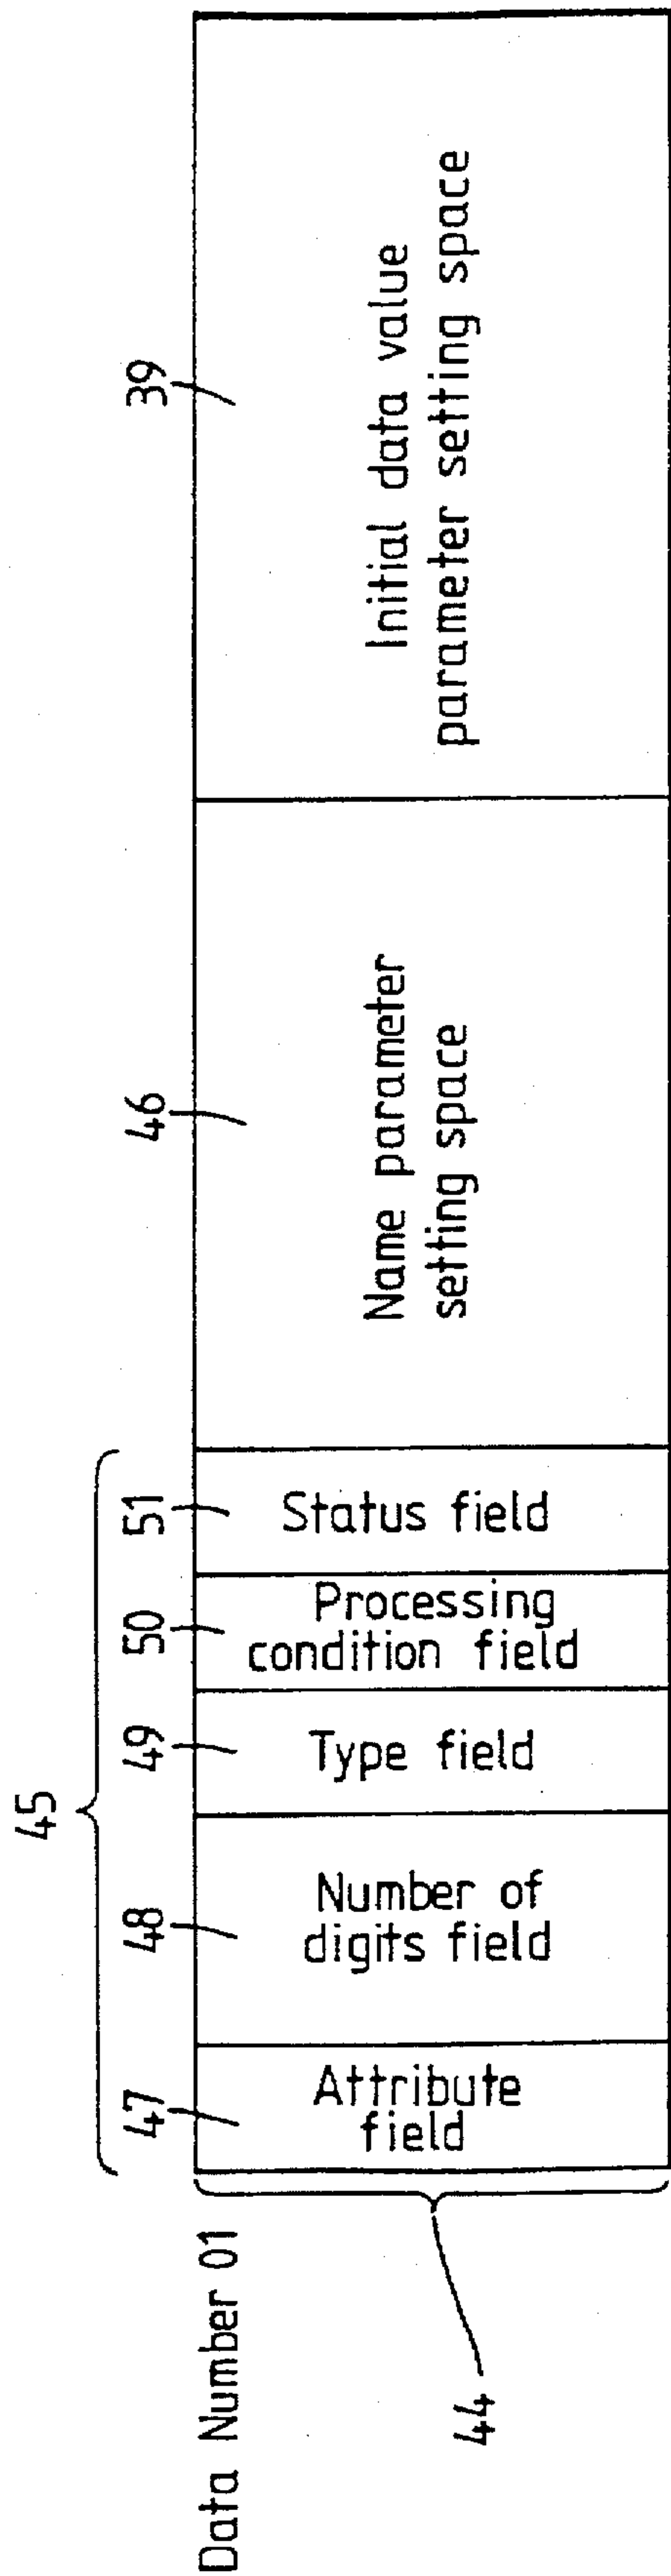 45
47
48
49
50
51
46
39
Data Number 01
Attribute
field
Number of
digits field
Type field
Processing
condition field
Status field
Name parameter
setting space
Initial data value
parameter setting space
44